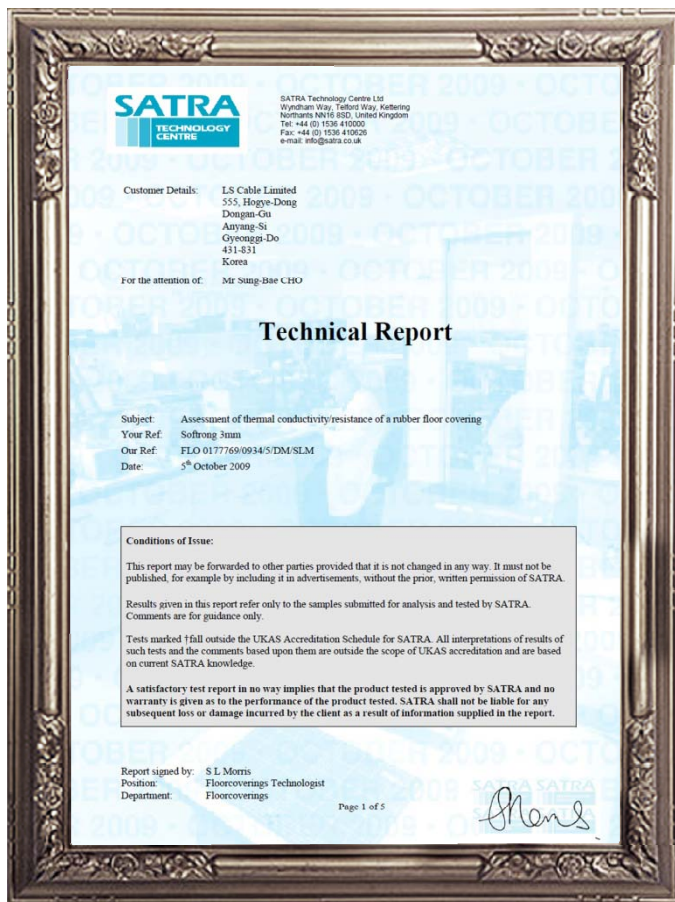 SATRA
TECHNOLOGY
CENTRE
SATRA Technology Centre Ltd
Wyndham Way, Telford Way, Kettering
Northants NN16 8SD, United Kingdom
Tel: +44 (0) 1536 410000
Fax: +44 (0) 1536 410626
e-mail: info@satra.co.uk
Customer Details: LS Cable Limited
555, Hogye-Dong
Dongan-Gu
Anyang-Si
Gyeonggi-Do
431-831
Korea
For the attention of: Mr Sung-Bae CHO
Technical Report
Subject: Assessment of thermal conductivity/resistance of a rubber floor covering
Your Ref: Softrong 3mm
Our Ref: FLO 0177769/0934/5/DM/SLM
Date: 5th October 2009
Conditions of Issue:
This report may be forwarded to other parties provided that it is not changed in any way. It must not be
published, for example by including it in advertisements, without the prior, written permission of SATRA.
Results given in this report refer only to the samples submitted for analysis and tested by SATRA.
Comments are for guidance only.
Tests marked †fall outside the UKAS Accreditation Schedule for SATRA. All interpretations of results of
such tests and the comments based upon them are outside the scope of UKAS accreditation and are based
on current SATRA knowledge.
A satisfactory test report in no way implies that the product tested is approved by SATRA and no
warranty is given as to the performance of the product tested. SATRA shall not be liable for any
subsequent loss or damage incurred by the client as a result of information supplied in the report.
Report signed by: S L Morris
Position: Floorcoverings Technologist
Department: Floorcoverings
Page 1 of 5
SATRA SATRA